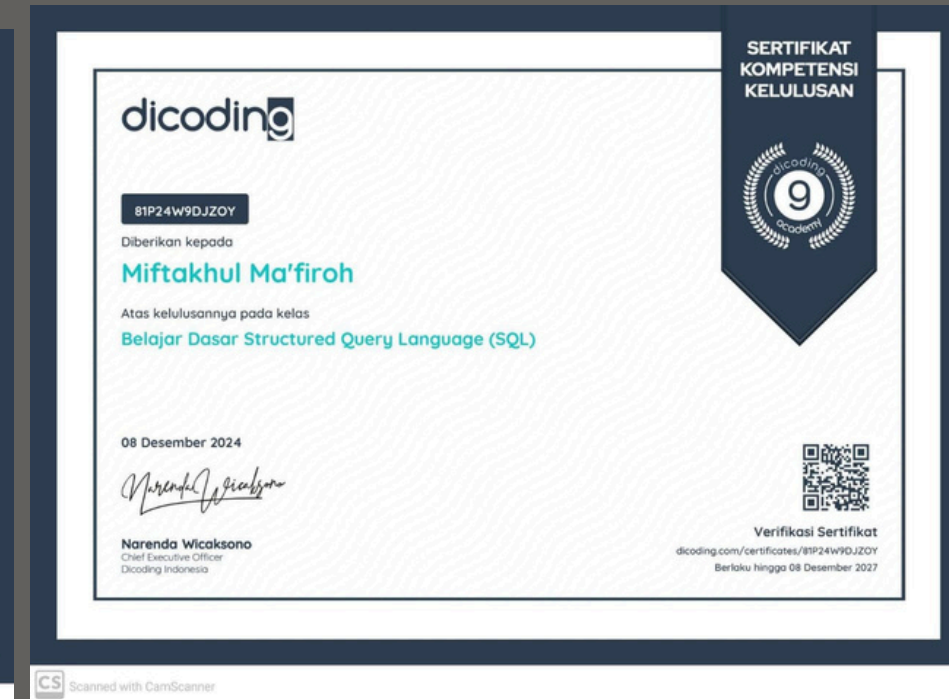 SERTIFIKAT
KOMPETENSI
KELULUSAN
dicoding
dicoding
9
academy
81P24W9DJZOY
Diberikan kepada
Miftakhul Ma'firoh
Atas kelulusannya pada kelas
Belajar Dasar Structured Query Language (SQL)
08 Desember 2024
Narenda Wicaksono
Narenda Wicaksono
Chief Executive Officer
Dicoding Indonesia
Verifikasi Sertifikat
dicoding.com/certificates/81P24W9DJZOY
Berlaku hingga 08 Desember 2027
CS Scanned with CamScanner